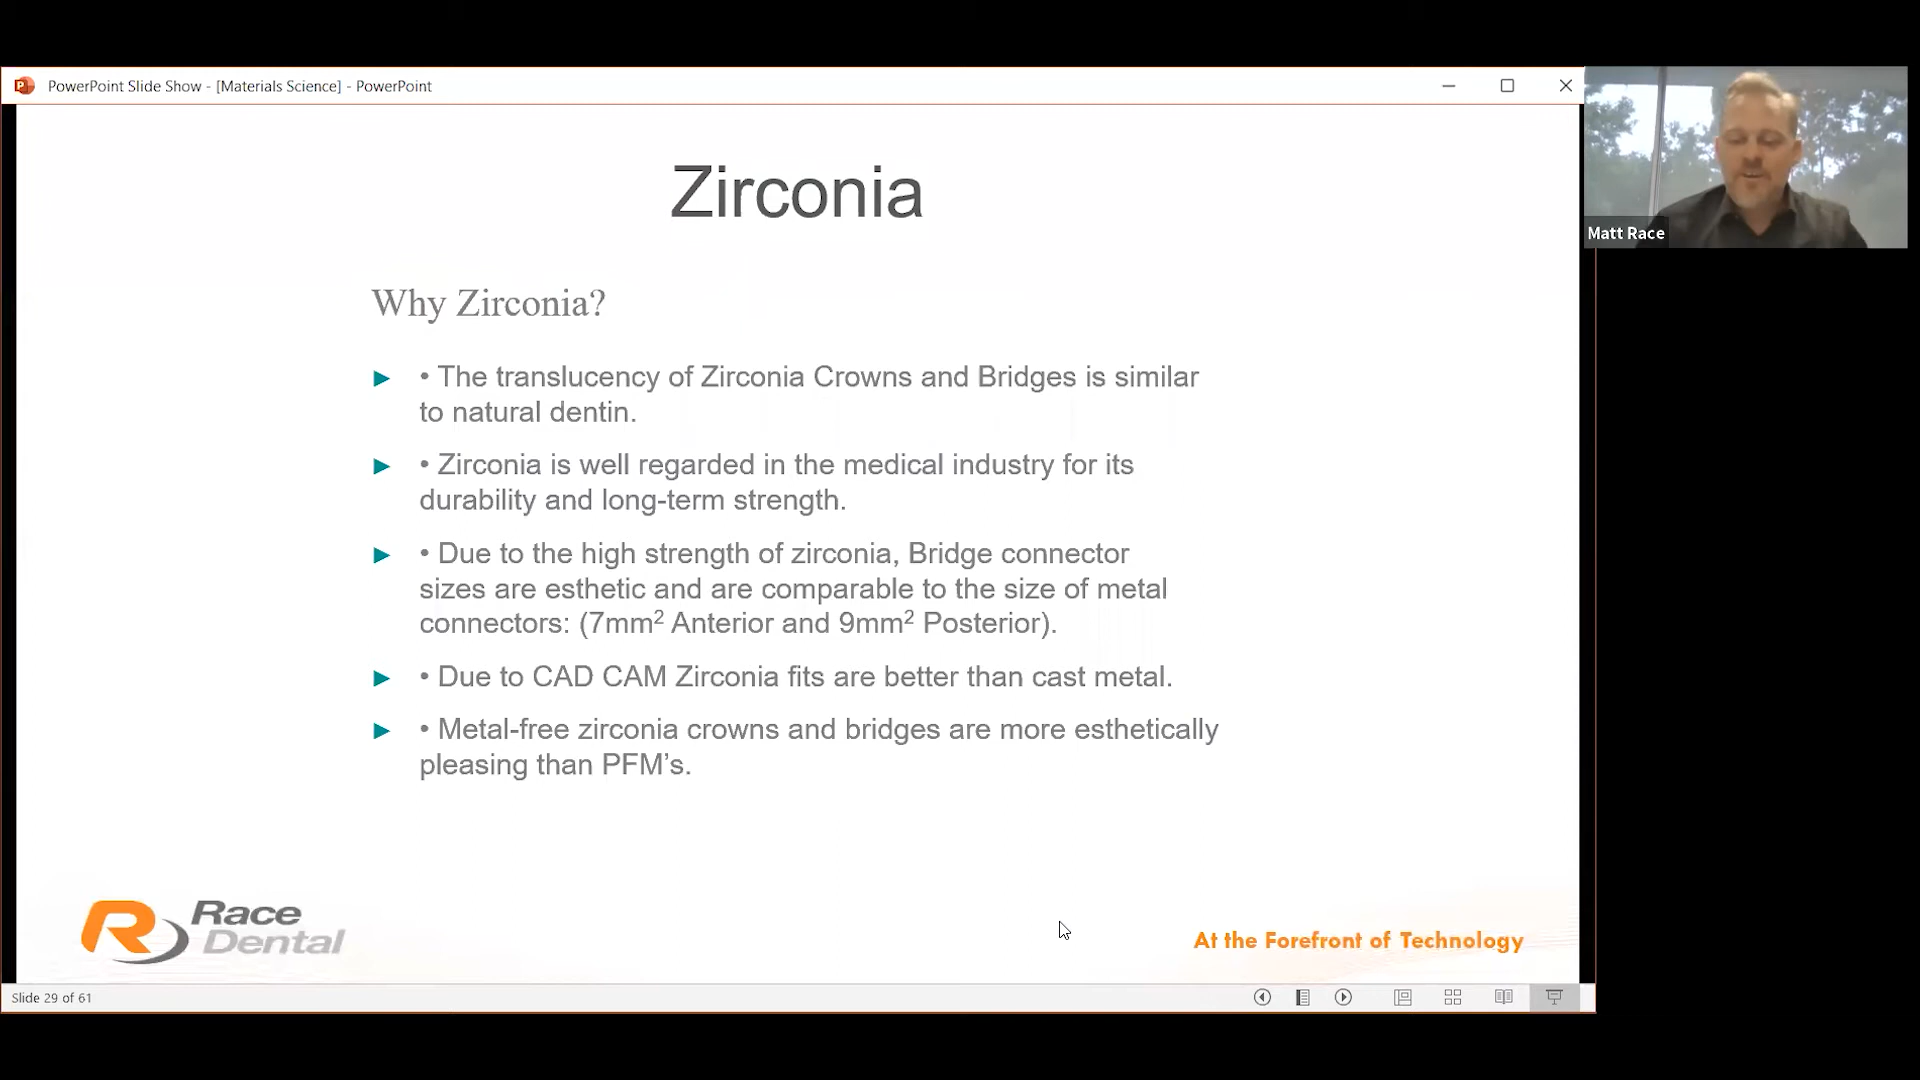 PowerPoint Slide Show - [Materials Science] - PowerPoint
Zirconia
Matt Race
Why Zirconia?
• The translucency of Zirconia Crowns and Bridges is similar
to natural dentin.
• Zirconia is well regarded in the medical industry for its
durability and long-term strength.
• Due to the high strength of zirconia, Bridge connector
sizes are esthetic and are comparable to the size of metal
connectors: (7mm² Anterior and 9mm² Posterior).
• Due to CAD CAM Zirconia fits are better than cast metal.
• Metal-free zirconia crowns and bridges are more esthetically
pleasing than PFM’s.
Race
Dental
At the Forefront of Technology
Slide 29 of 61